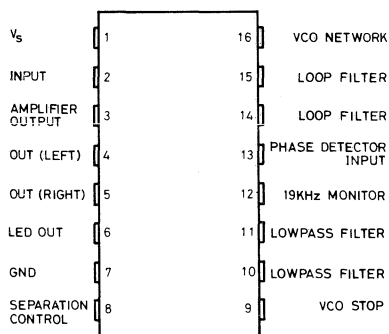 Vs 1 16 VCO NETWORK
INPUT 2 15 LOOP FILTER
AMPLIFIER OUTPUT 3 14 LOOP FILTER
OUT (LEFT) 4 13 PHASE DETECTOR INPUT
OUT (RIGHT) 5 12 19KHz MONITOR
LED OUT 6 11 LOWPASS FILTER
GND 7 10 LOWPASS FILTER
SEPARATION CONTROL 8 9 VCO STOP